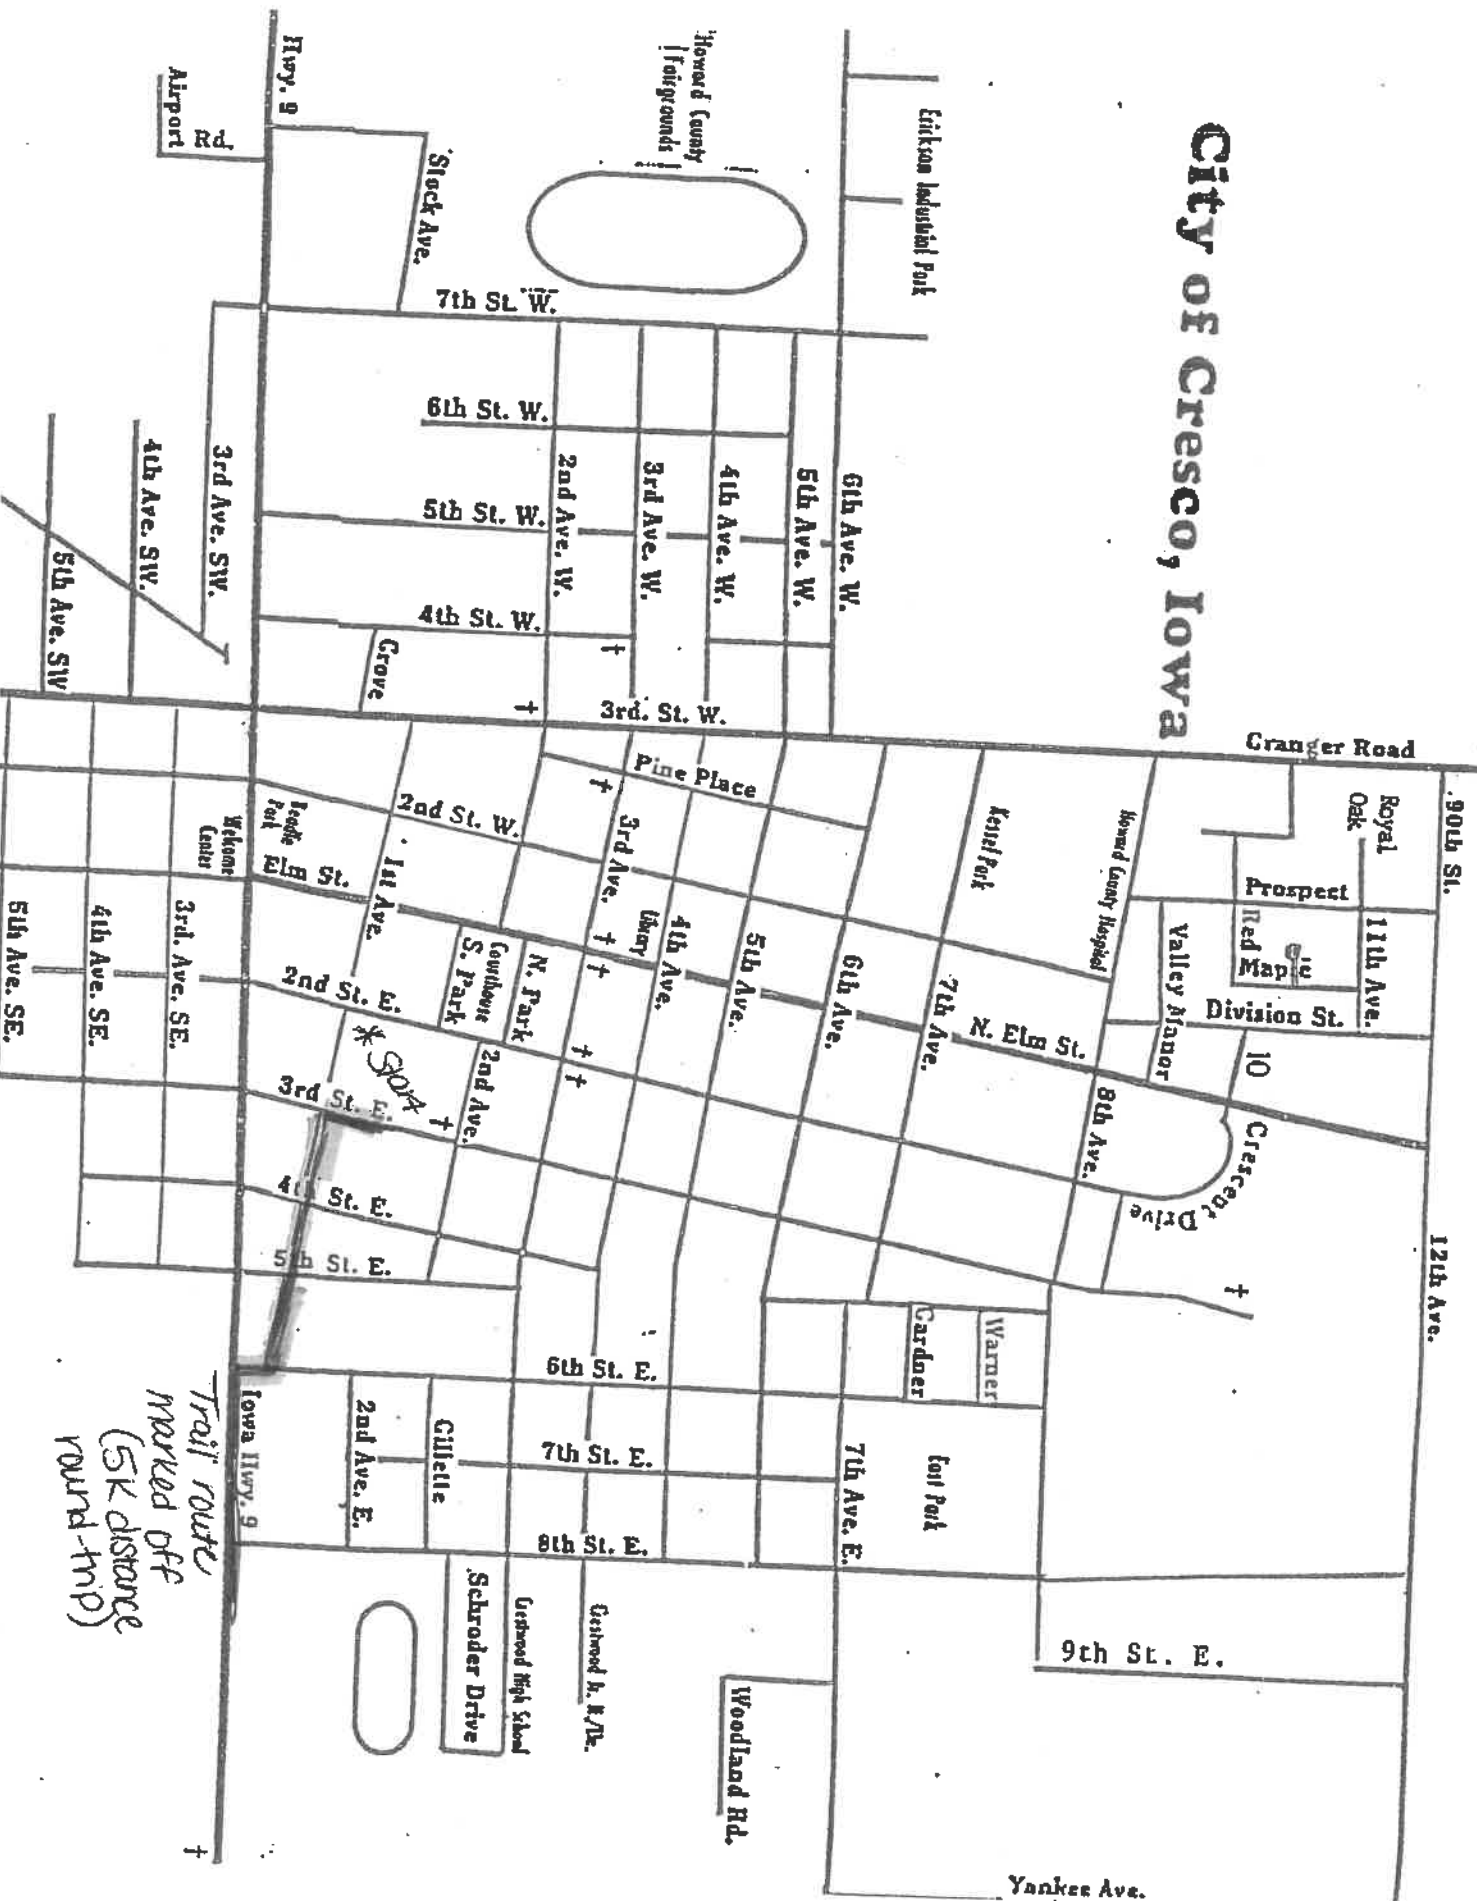 City of Cresco, Iowa
Erickson Industrial Park
Howard County
Fairgrounds
Hwy. 9
Airport Rd.
Stock Ave.
7th St. W.
6th St. W.
5th St. W.
4th St. W.
2nd Ave. W.
3rd Ave. W.
4th Ave. W.
5th Ave. W.
6th Ave. W.
3rd Ave. SW.
4th Ave. SW.
5th Ave. SW
Grove
3rd. St. W.
Granger Road
90th St.
Royal
Oak
Prospect
Red
Maple
11th Ave.
Division St.
Valley Manor
Howard County Hospital
Kessel Park
Pine Place
2nd St. W.
Beadle
Park
Welcome
Center
Elm St.
1st Ave.
3rd Ave.
Library
4th Ave.
5th Ave.
6th Ave.
7th Ave.
N. Elm St.
8th Ave.
10
Crescent Drive
12th Ave.
Courthouse
S. Park
N. Park
2nd St. E.
2nd Ave.
* Start
3rd St. E.
4th St. E.
5th St. E.
3rd. Ave. SE.
4th Ave. SE.
5th Ave. SE.
6th St. E.
7th St. E.
8th St. E.
9th St. E.
Gardner
Warner
East Park
7th Ave. E.
Iowa Hwy. 9
2nd Ave. E.
Gillette
Schroder Drive
Crestwood High School
Woodland Rd.
Yankee Ave.
Trail route
marked off
(5K distance
round-trip)